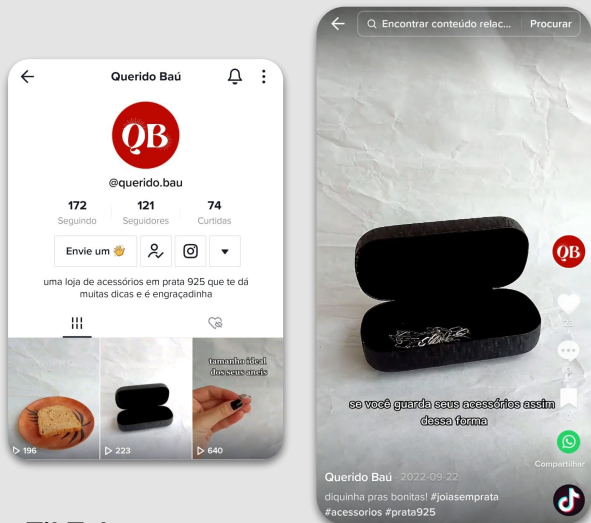 Querido Baú
QB
@querido.bau
172
121
74
Seguindo
Seguidores
Curtidas
Envie um 👋
uma loja de acessórios em prata 925 que te dá
muitas dicas e é engraçadinha
tamanho ideal
dos seus aneis
196
223
640
Encontrar conteúdo relac...
Procurar
QB
se você guarda seus acessórios assim
dessa forma
Compartilhar
Querido Baú · 2022-09-22
diquinha pras bonitas! #joiasemprata
#acessorios #prata925